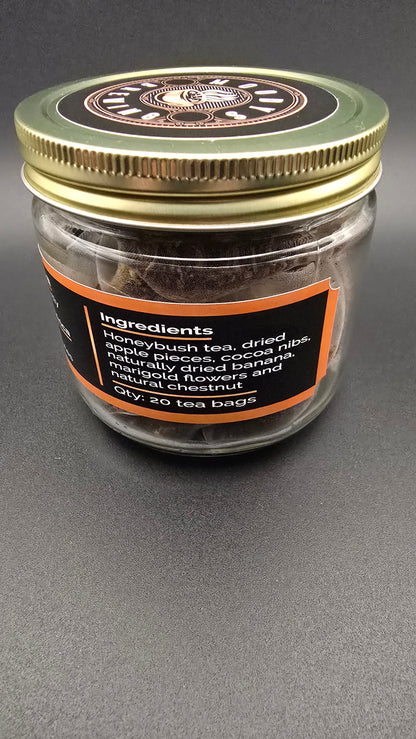 Ingredients
Honeybush tea, dried
apple pieces, cocoa nibs,
naturally dried banana,
marigold flowers and
natural chestnut
Qty: 20 tea bags